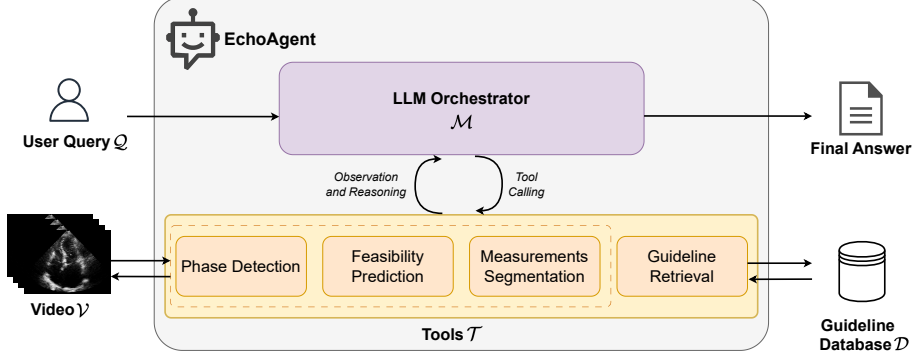 EchoAgent
LLM Orchestrator
ℳ
User Query 𝒬
Final Answer
Observation
and Reasoning
Tool
Calling
Phase Detection
Feasibility
Prediction
Measurements
Segmentation
Guideline
Retrieval
Video 𝒱
Tools 𝒯
Guideline
Database 𝒟